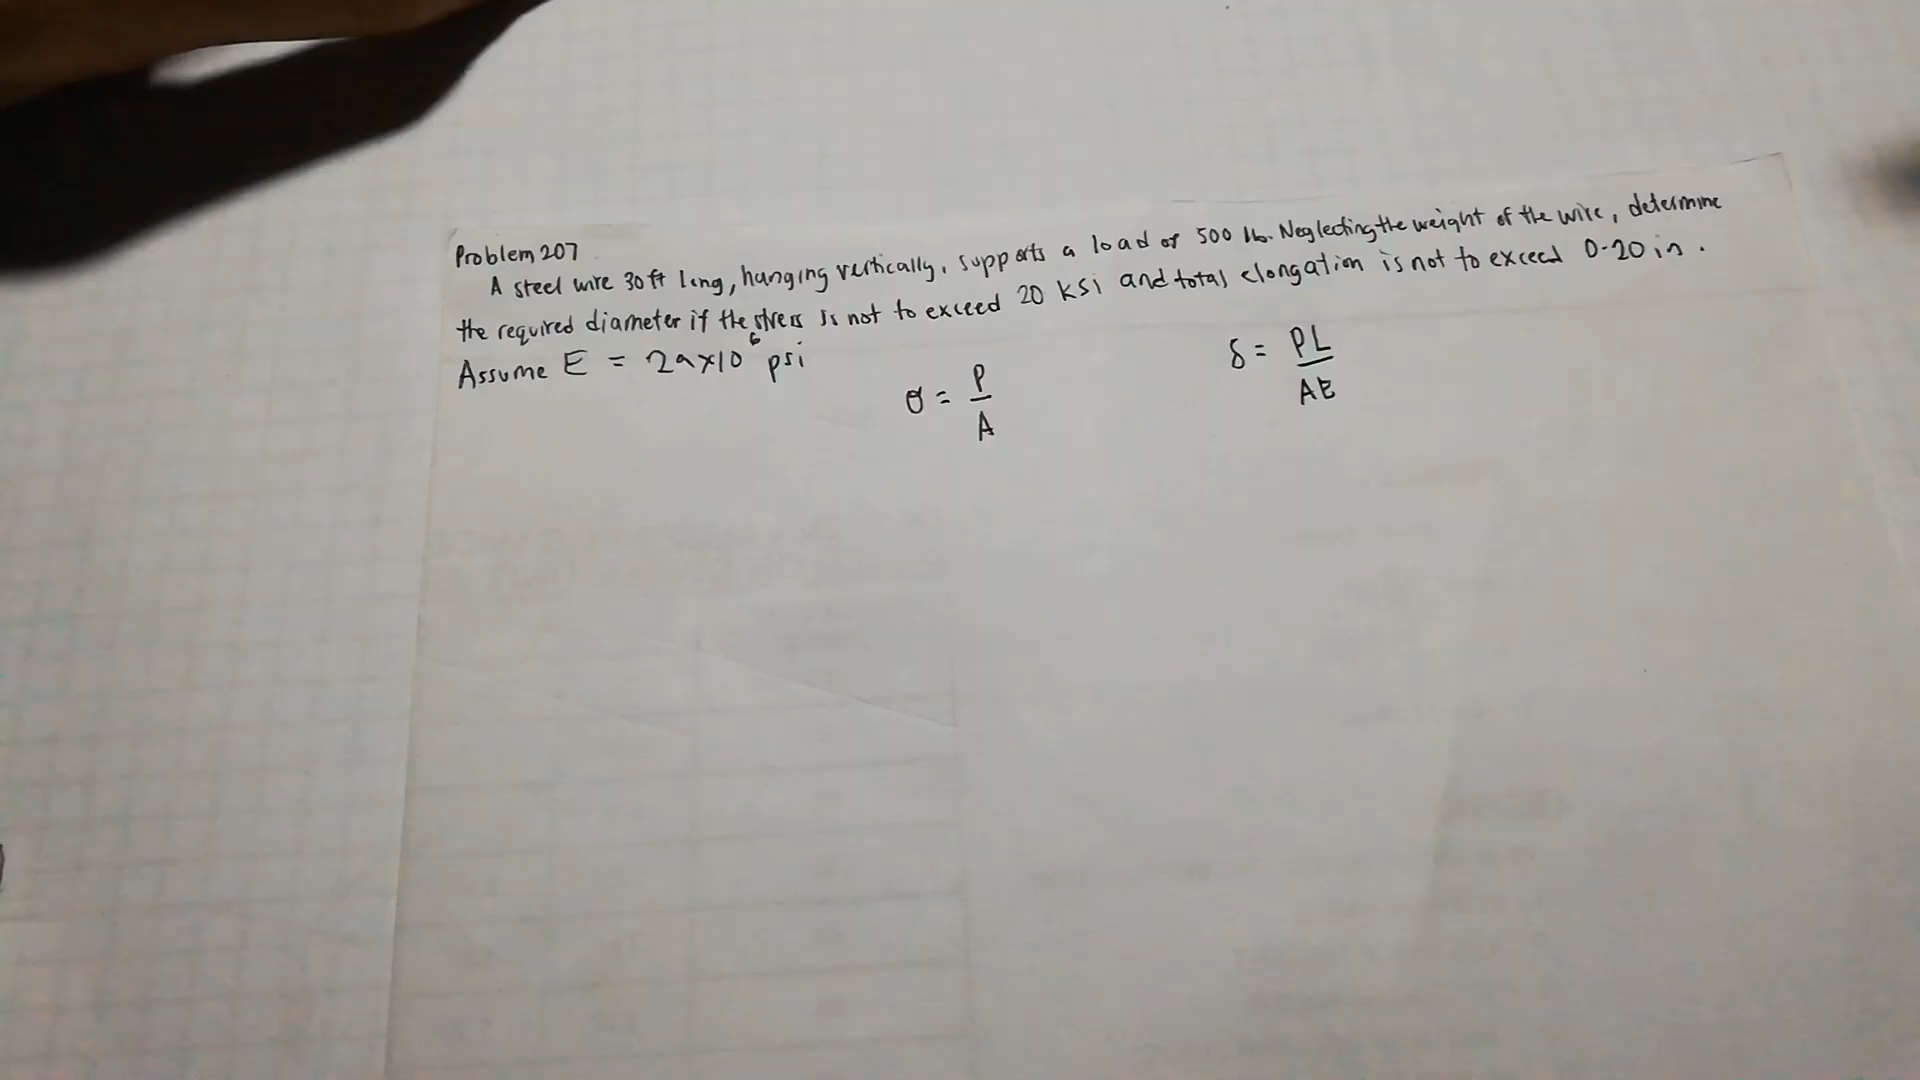 Problem 207
A steel wire 30 ft long, hanging vertically, supports a load of 500 lb. Neglecting the weight of the wire, determine
the required diameter if the stress is not to exceed 20 ksi and total elongation is not to exceed 0.20 in.
Assume E = 29x10^6 psi
σ = P/A
δ = PL/AE